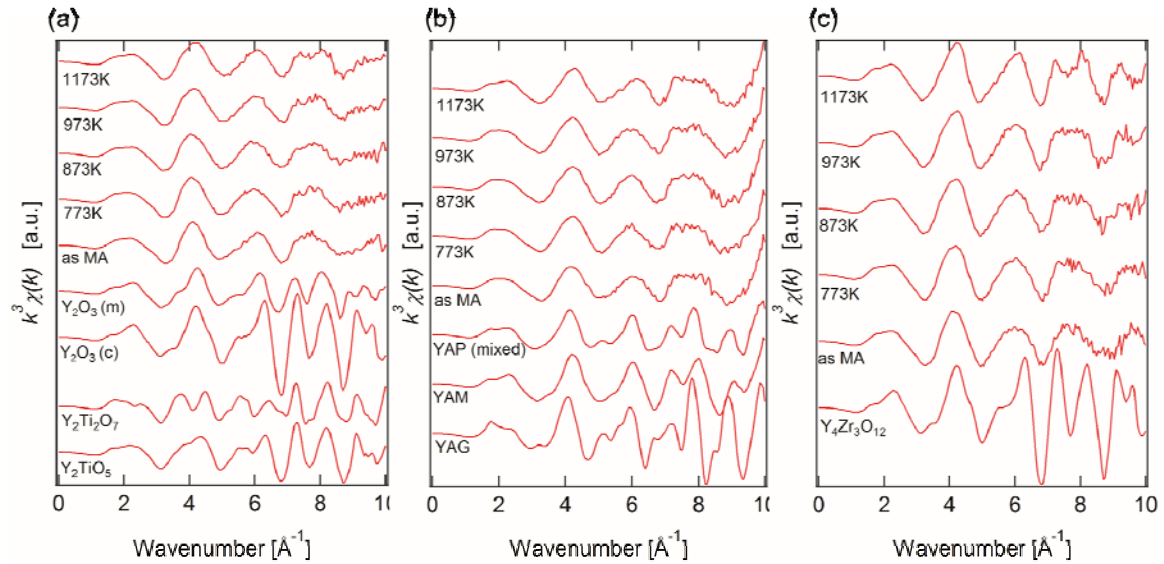 (a)
1173K
973K
873K
773K
as MA
Y₂O₃ (m)
Y₂O₃ (c)
Y₂Ti₂O₇
Y₂TiO₅
k³χ(k) [a.u.]
0 2 4 6 8 10
Wavenumber [Å⁻¹]
(b)
1173K
973K
873K
773K
as MA
YAP (mixed)
YAM
YAG
k³χ(k) [a.u.]
0 2 4 6 8 10
Wavenumber [Å⁻¹]
(c)
1173K
973K
873K
773K
as MA
Y₄Zr₃O₁₂
k³χ(k) [a.u.]
0 2 4 6 8 10
Wavenumber [Å⁻¹]